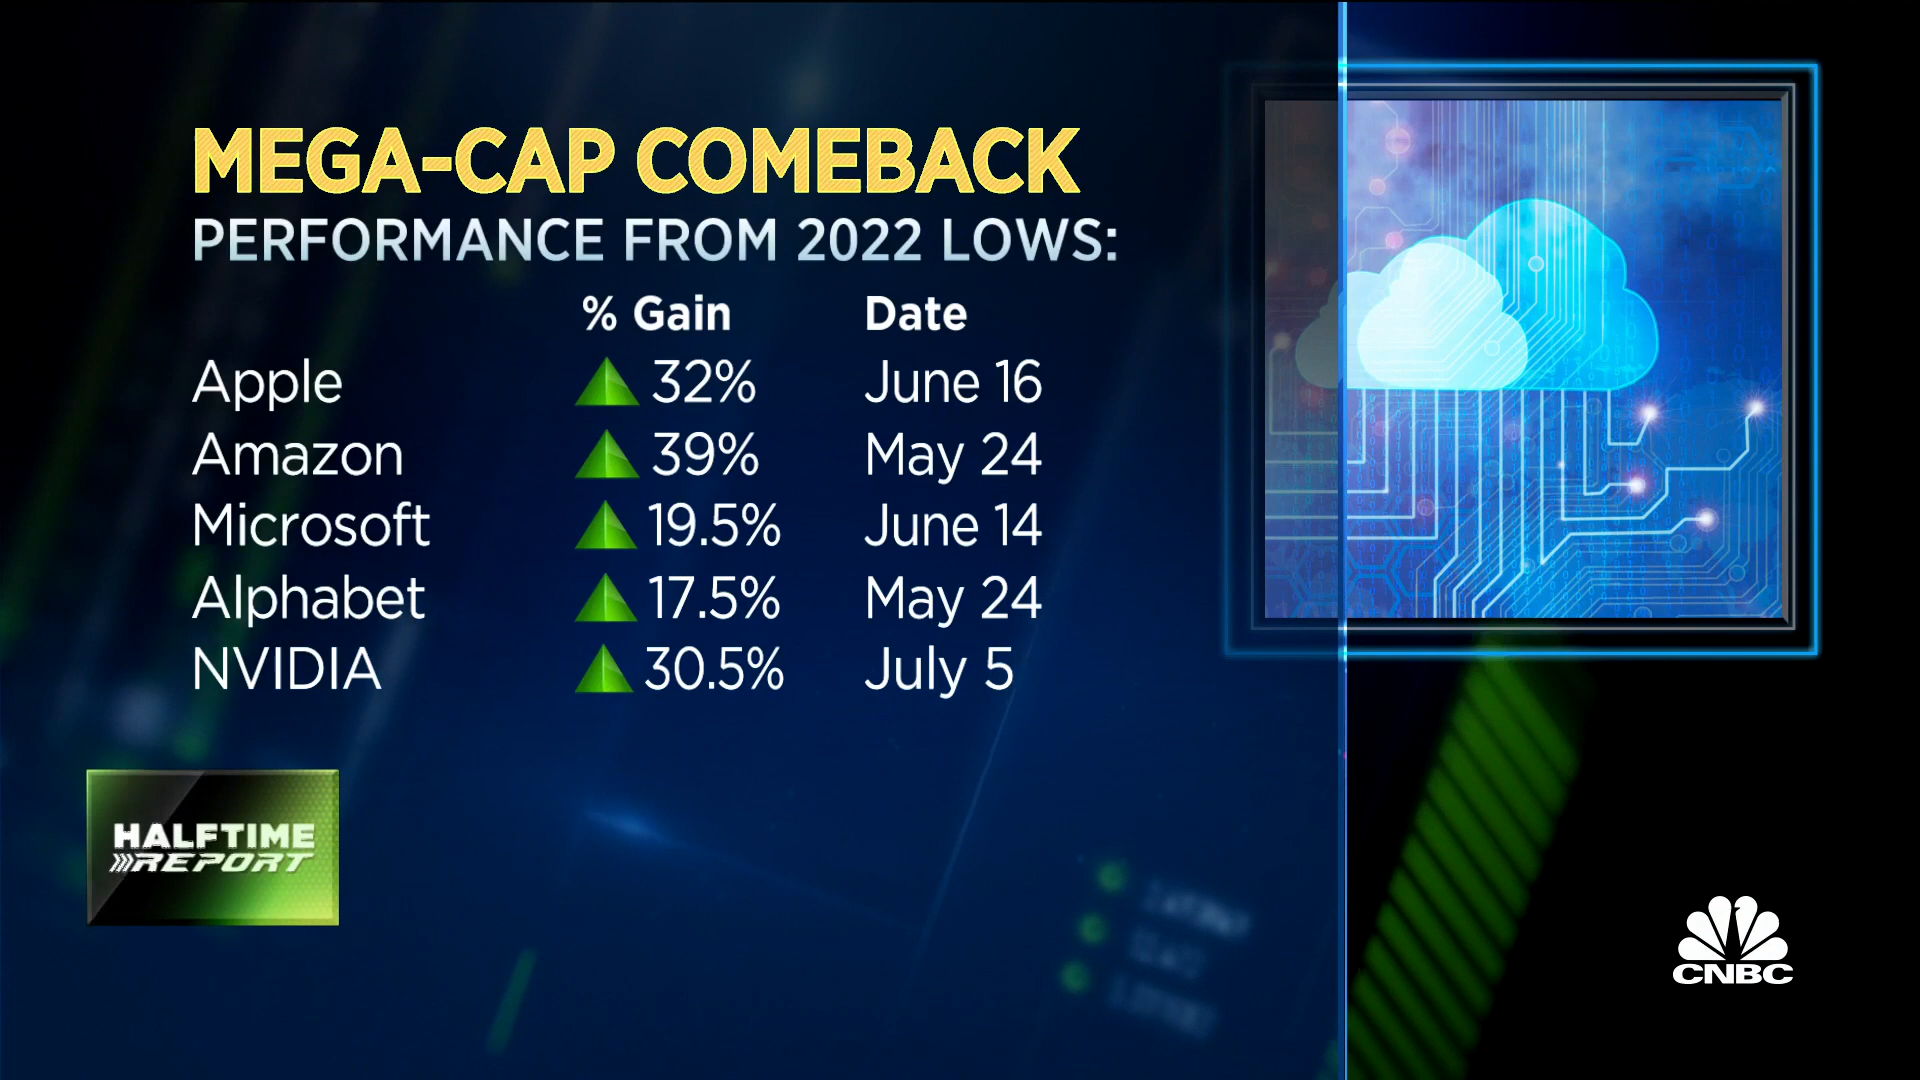 MEGA-CAP COMEBACK
PERFORMANCE FROM 2022 LOWS:
% Gain Date
Apple 32% June 16
Amazon 39% May 24
Microsoft 19.5% June 14
Alphabet 17.5% May 24
NVIDIA 30.5% July 5
HALFTIME
REPORT
CNBC